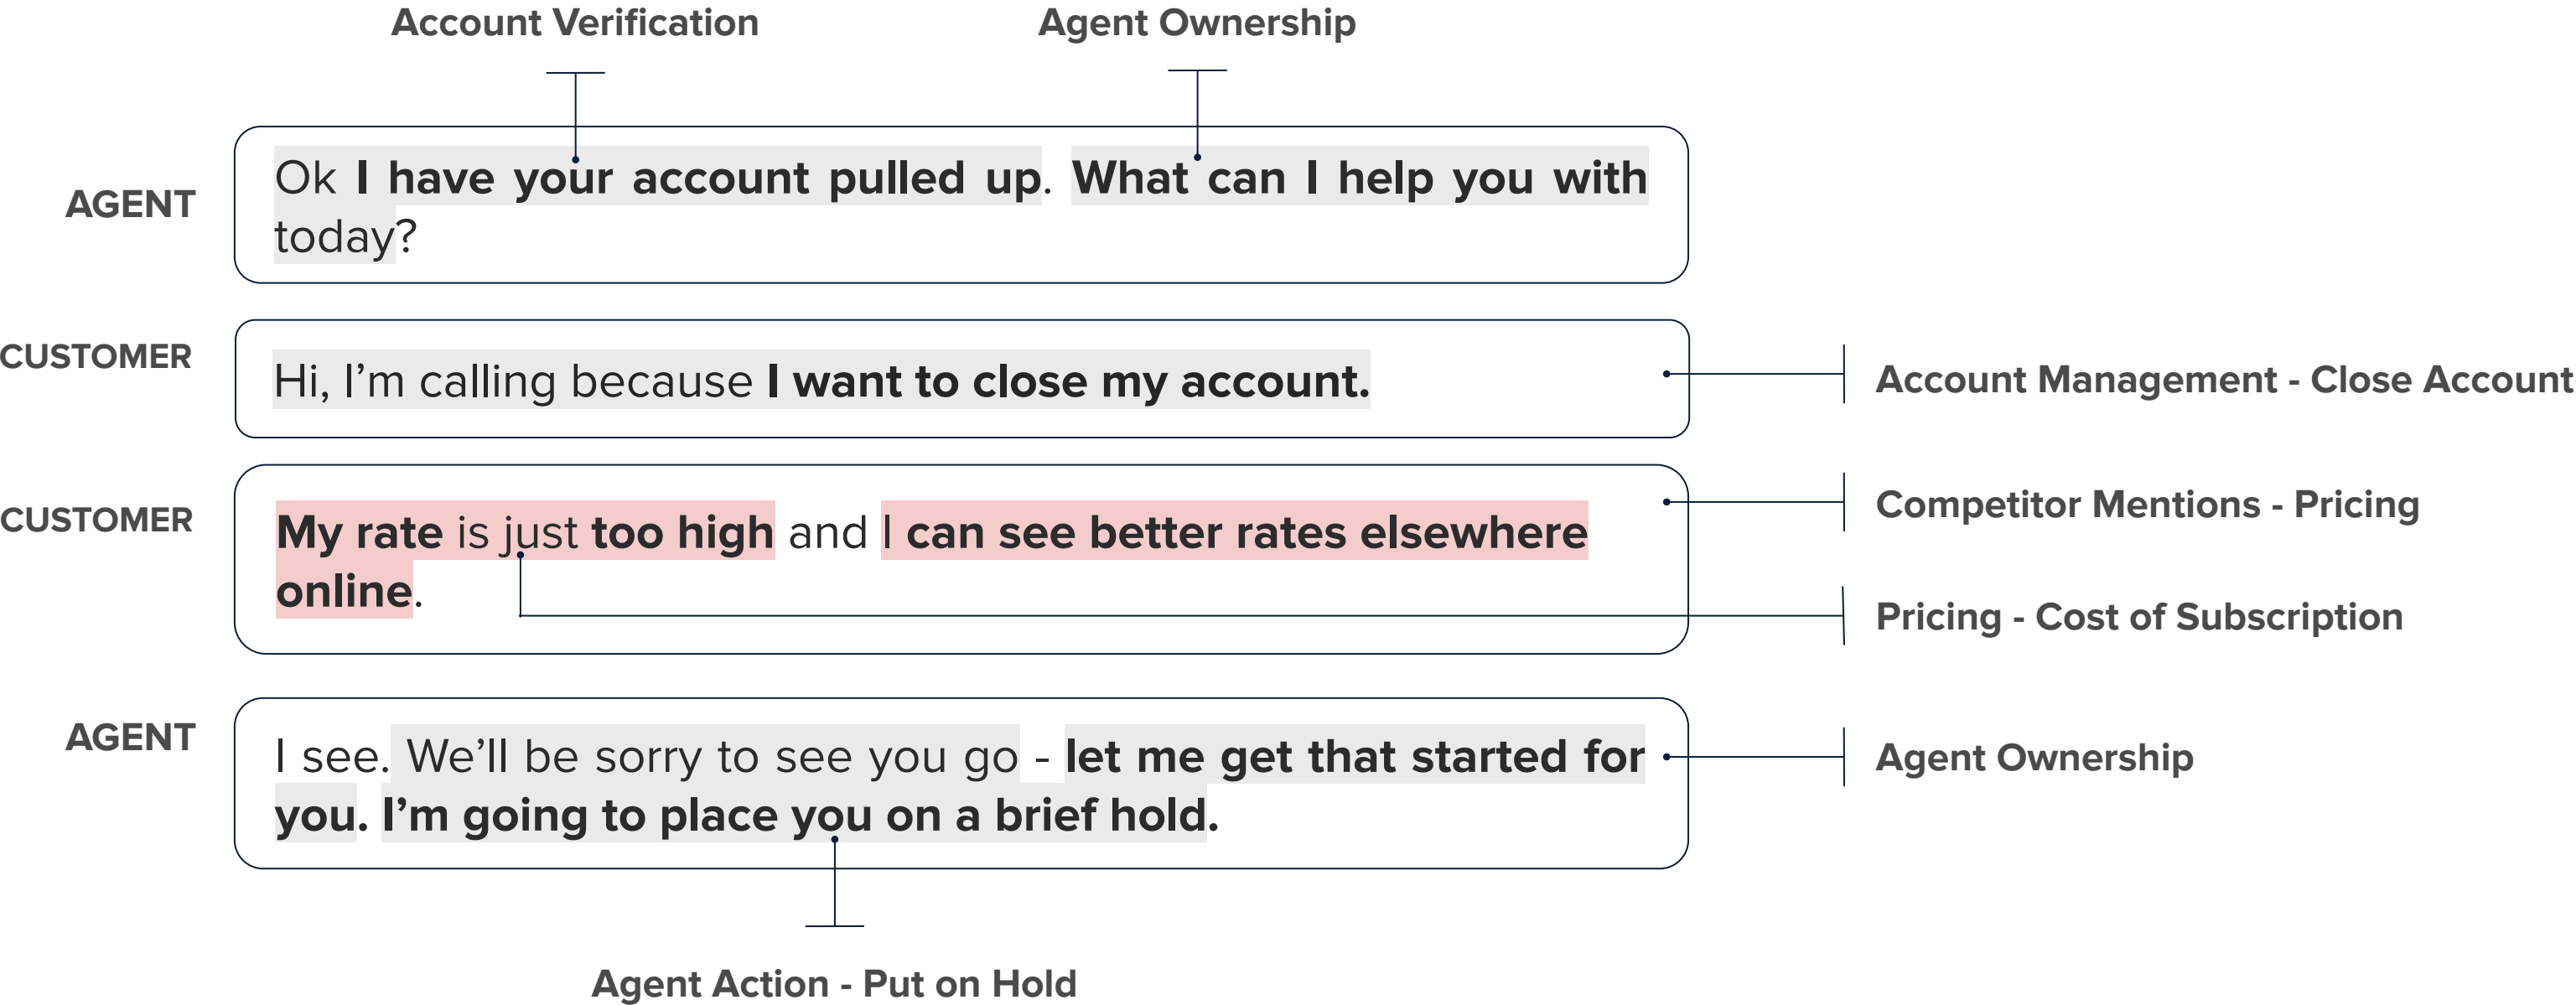 Account Verification
Agent Ownership
AGENT
Ok I have your account pulled up. What can I help you with
today?
CUSTOMER
Hi, I’m calling because I want to close my account.
Account Management - Close Account
CUSTOMER
My rate is just too high and I can see better rates elsewhere
online.
Competitor Mentions - Pricing
Pricing - Cost of Subscription
AGENT
I see. We’ll be sorry to see you go - let me get that started for
you. I’m going to place you on a brief hold.
Agent Ownership
Agent Action - Put on Hold